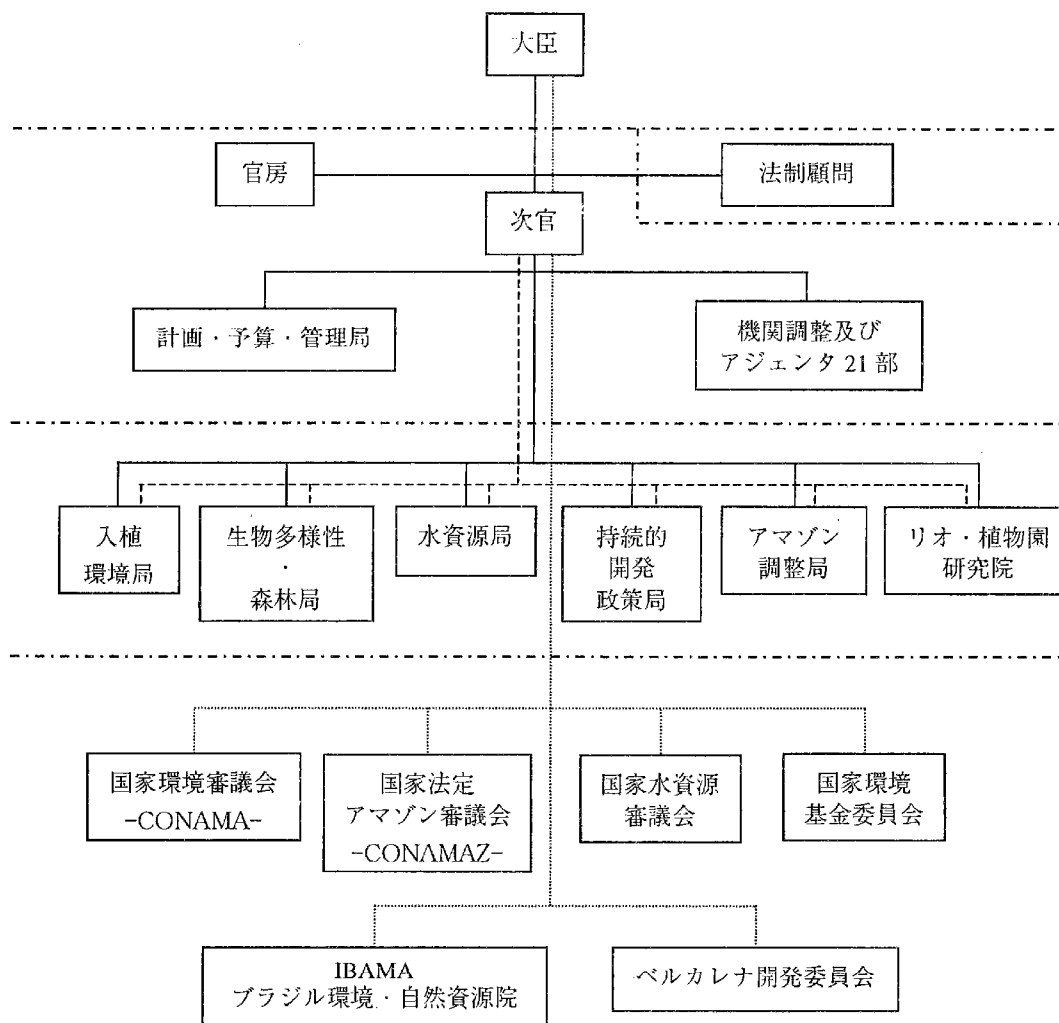 大臣
官房
法制顧問
次官
計画・予算・管理局
機関調整及び
アジェンタ 21 部
入植
環境局
生物多様性
・
森林局
水資源局
持続的
開発
政策局
アマゾン
調整局
リオ・植物園
研究院
国家環境審議会
-CONAMA-
国家法定
アマゾン審議会
-CONAMAZ-
国家水資源
審議会
国家環境
基金委員会
IBAMA
ブラジル環境・自然資源院
ベルカレナ開発委員会